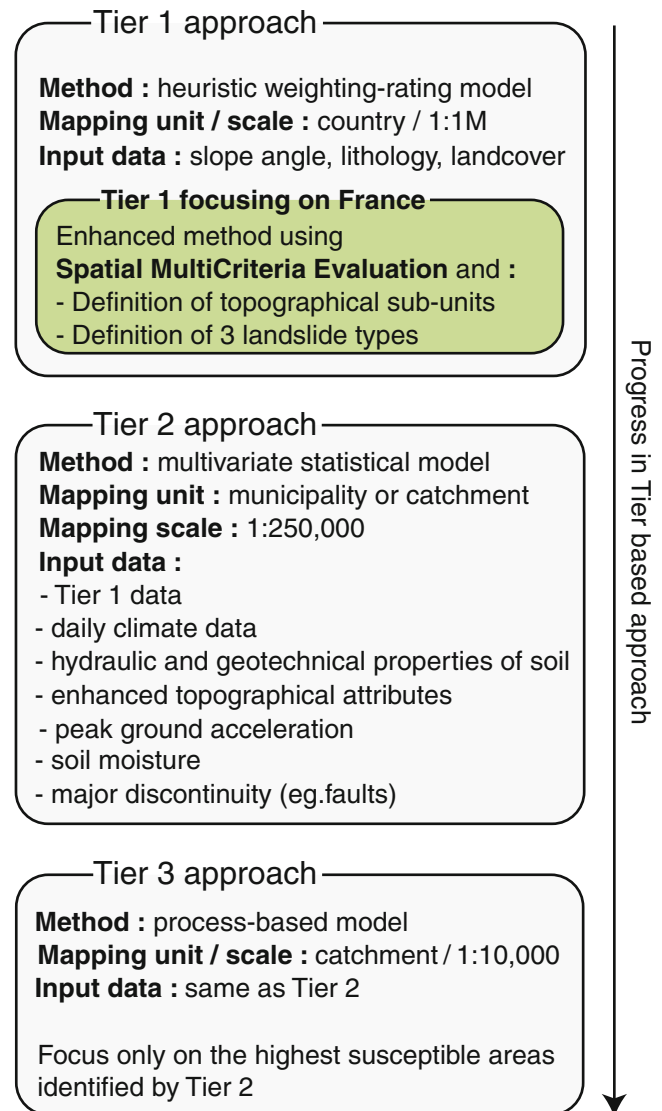 Tier 1 approach
Method : heuristic weighting-rating model
Mapping unit / scale : country / 1:1M
Input data : slope angle, lithology, landcover
Tier 1 focusing on France
Enhanced method using
Spatial MultiCriteria Evaluation and :
- Definition of topographical sub-units
- Definition of 3 landslide types
Tier 2 approach
Method : multivariate statistical model
Mapping unit : municipality or catchment
Mapping scale : 1:250,000
Input data :
- Tier 1 data
- daily climate data
- hydraulic and geotechnical properties of soil
- enhanced topographical attributes
- peak ground acceleration
- soil moisture
- major discontinuity (eg.faults)
Tier 3 approach
Method : process-based model
Mapping unit / scale : catchment / 1:10,000
Input data : same as Tier 2
Focus only on the highest susceptible areas
identified by Tier 2
Progress in Tier based approach